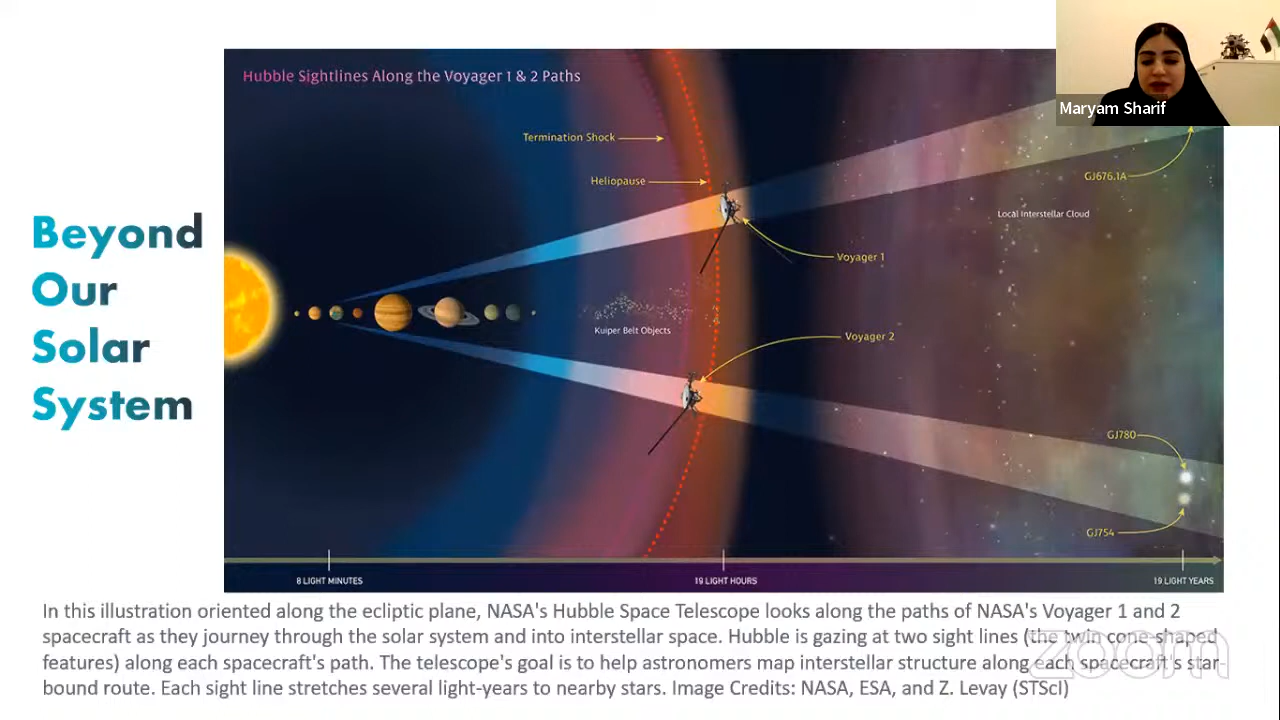 Maryam Sharif
Hubble Sightlines Along the Voyager 1 & 2 Paths
Termination Shock
Heliopause
GJ676.1A
Local Interstellar Cloud
Beyond
Our
Solar
System
Voyager 1
Kuiper Belt Objects
Voyager 2
GJ780
GJ754
8 LIGHT MINUTES
19 LIGHT HOURS
19 LIGHT YEARS
In this illustration oriented along the ecliptic plane, NASA's Hubble Space Telescope looks along the paths of NASA's Voyager 1 and 2
spacecraft as they journey through the solar system and into interstellar space. Hubble is gazing at two sight lines (the twin cone-shaped
features) along each spacecraft's path. The telescope's goal is to help astronomers map interstellar structure along each spacecraft's star-
bound route. Each sight line stretches several light-years to nearby stars. Image Credits: NASA, ESA, and Z. Levay (STScI)
zoom